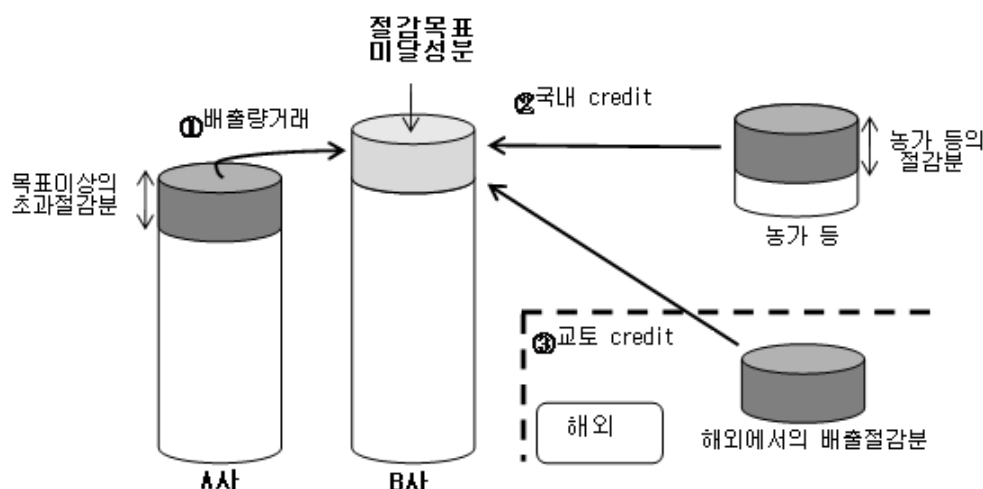 절감목표
미달성분
①배출량거래
②국내 credit
목표이상의
초과절감분
농가 등의
절감분
농가 등
③교토 credit
해외
해외에서의 배출절감분
A사
B사